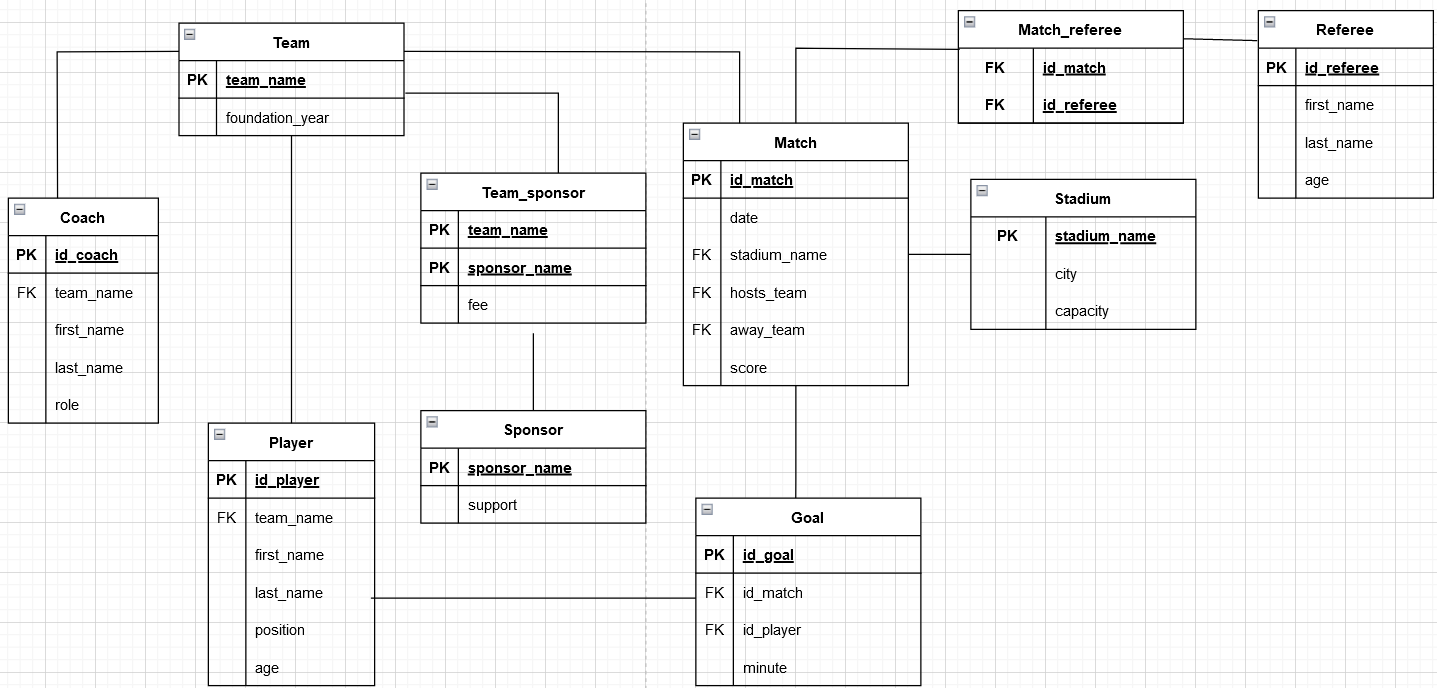 Team
PK team_name
foundation_year
Coach
PK id_coach
FK team_name
first_name
last_name
role
Player
PK id_player
FK team_name
first_name
last_name
position
age
Team_sponsor
PK team_name
PK sponsor_name
fee
Sponsor
PK sponsor_name
support
Match
PK id_match
date
FK stadium_name
FK hosts_team
FK away_team
score
Goal
PK id_goal
FK id_match
FK id_player
minute
Match_referee
FK id_match
FK id_referee
Stadium
PK stadium_name
city
capacity
Referee
PK id_referee
first_name
last_name
age